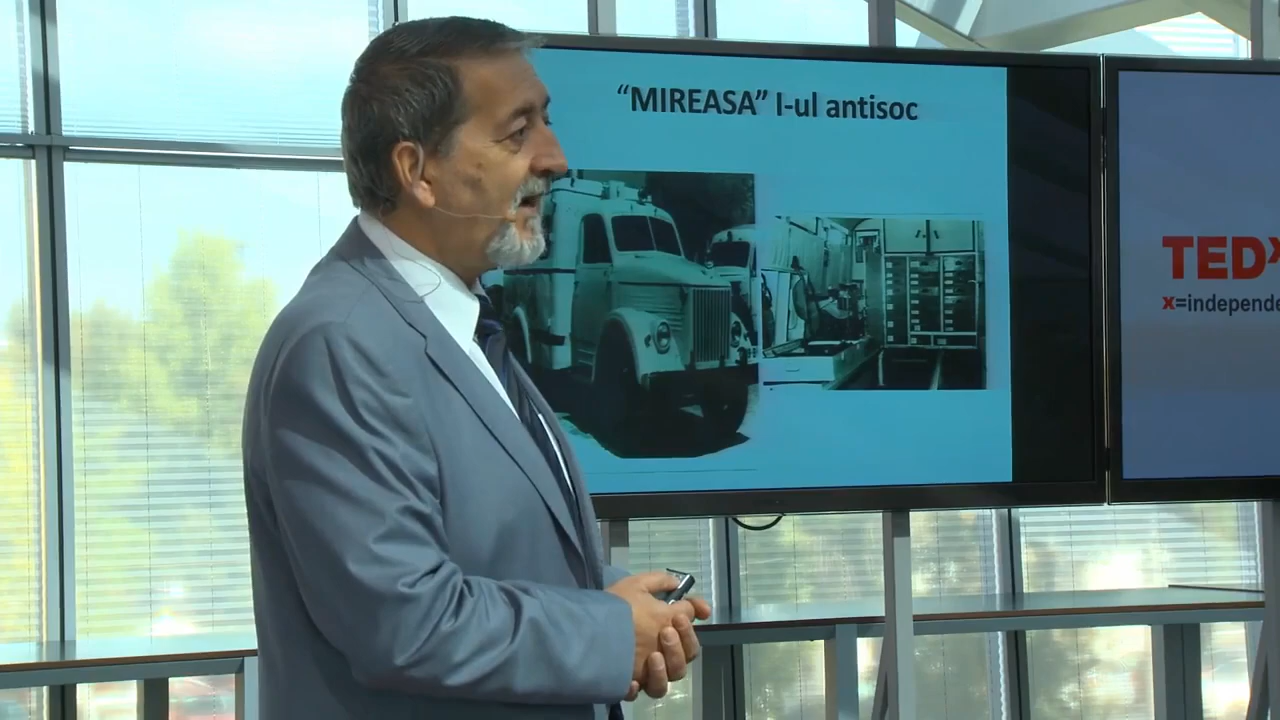 “MIREASA” I-ul antisoc
TEDx
x=independe